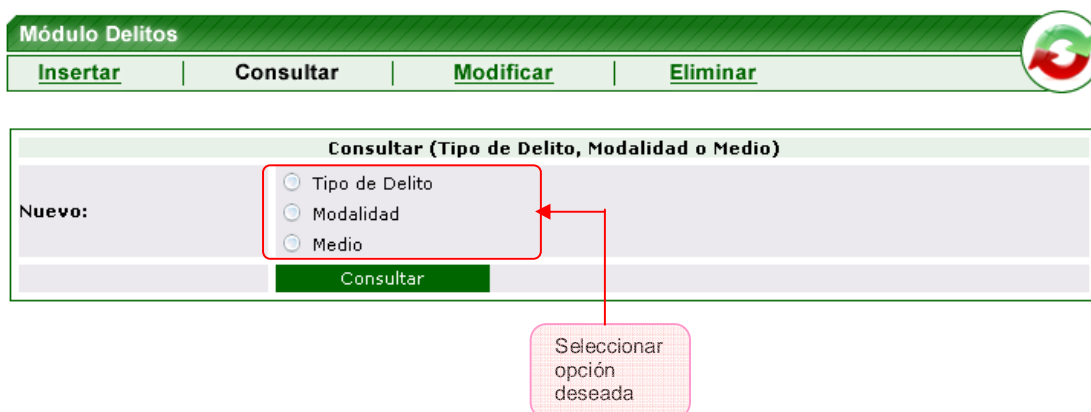 Módulo Delitos
Insertar | Consultar | Modificar | Eliminar
Consultar (Tipo de Delito, Modalidad o Medio)
Nuevo:
Tipo de Delito
Modalidad
Medio
Consultar
Seleccionar
opción
deseada